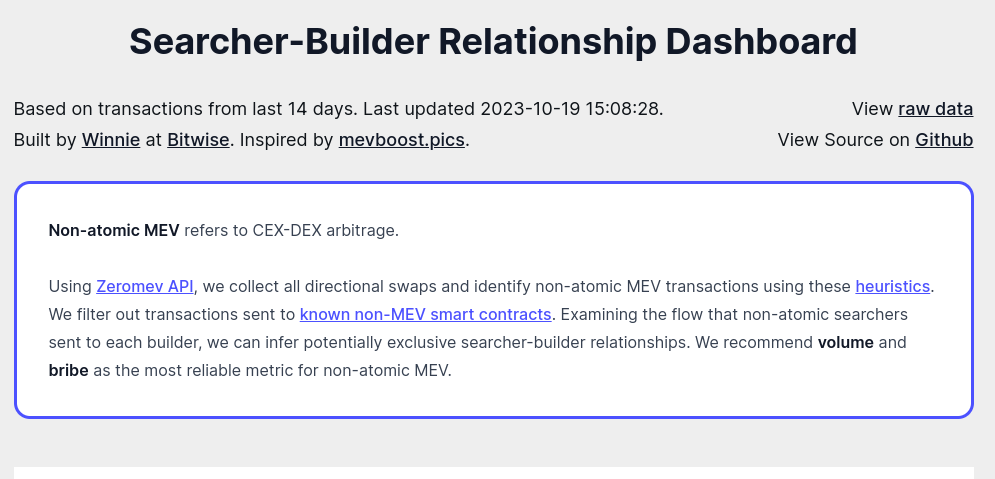 Searcher-Builder Relationship Dashboard
Based on transactions from last 14 days. Last updated 2023-10-19 15:08:28.
View raw data
Built by Winnie at Bitwise. Inspired by mevboost.pics.
View Source on Github
Non-atomic MEV refers to CEX-DEX arbitrage.
Using Zeromev API, we collect all directional swaps and identify non-atomic MEV transactions using these heuristics.
We filter out transactions sent to known non-MEV smart contracts. Examining the flow that non-atomic searchers
sent to each builder, we can infer potentially exclusive searcher-builder relationships. We recommend volume and
bribe as the most reliable metric for non-atomic MEV.